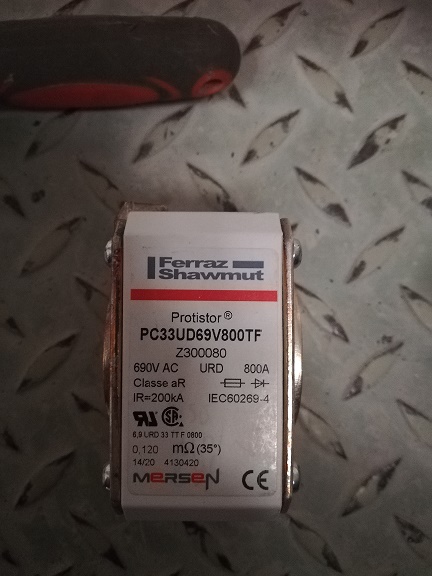 Ferraz
Shawmut
Protistor®
PC33UD69V800TF
Z300080
690V AC URD 800A
Classe aR
IR=200kA IEC60269-4
6,9 URD 33 TT F 0800
0,120 mΩ(35°)
14/20 4130420
MERSEN CE